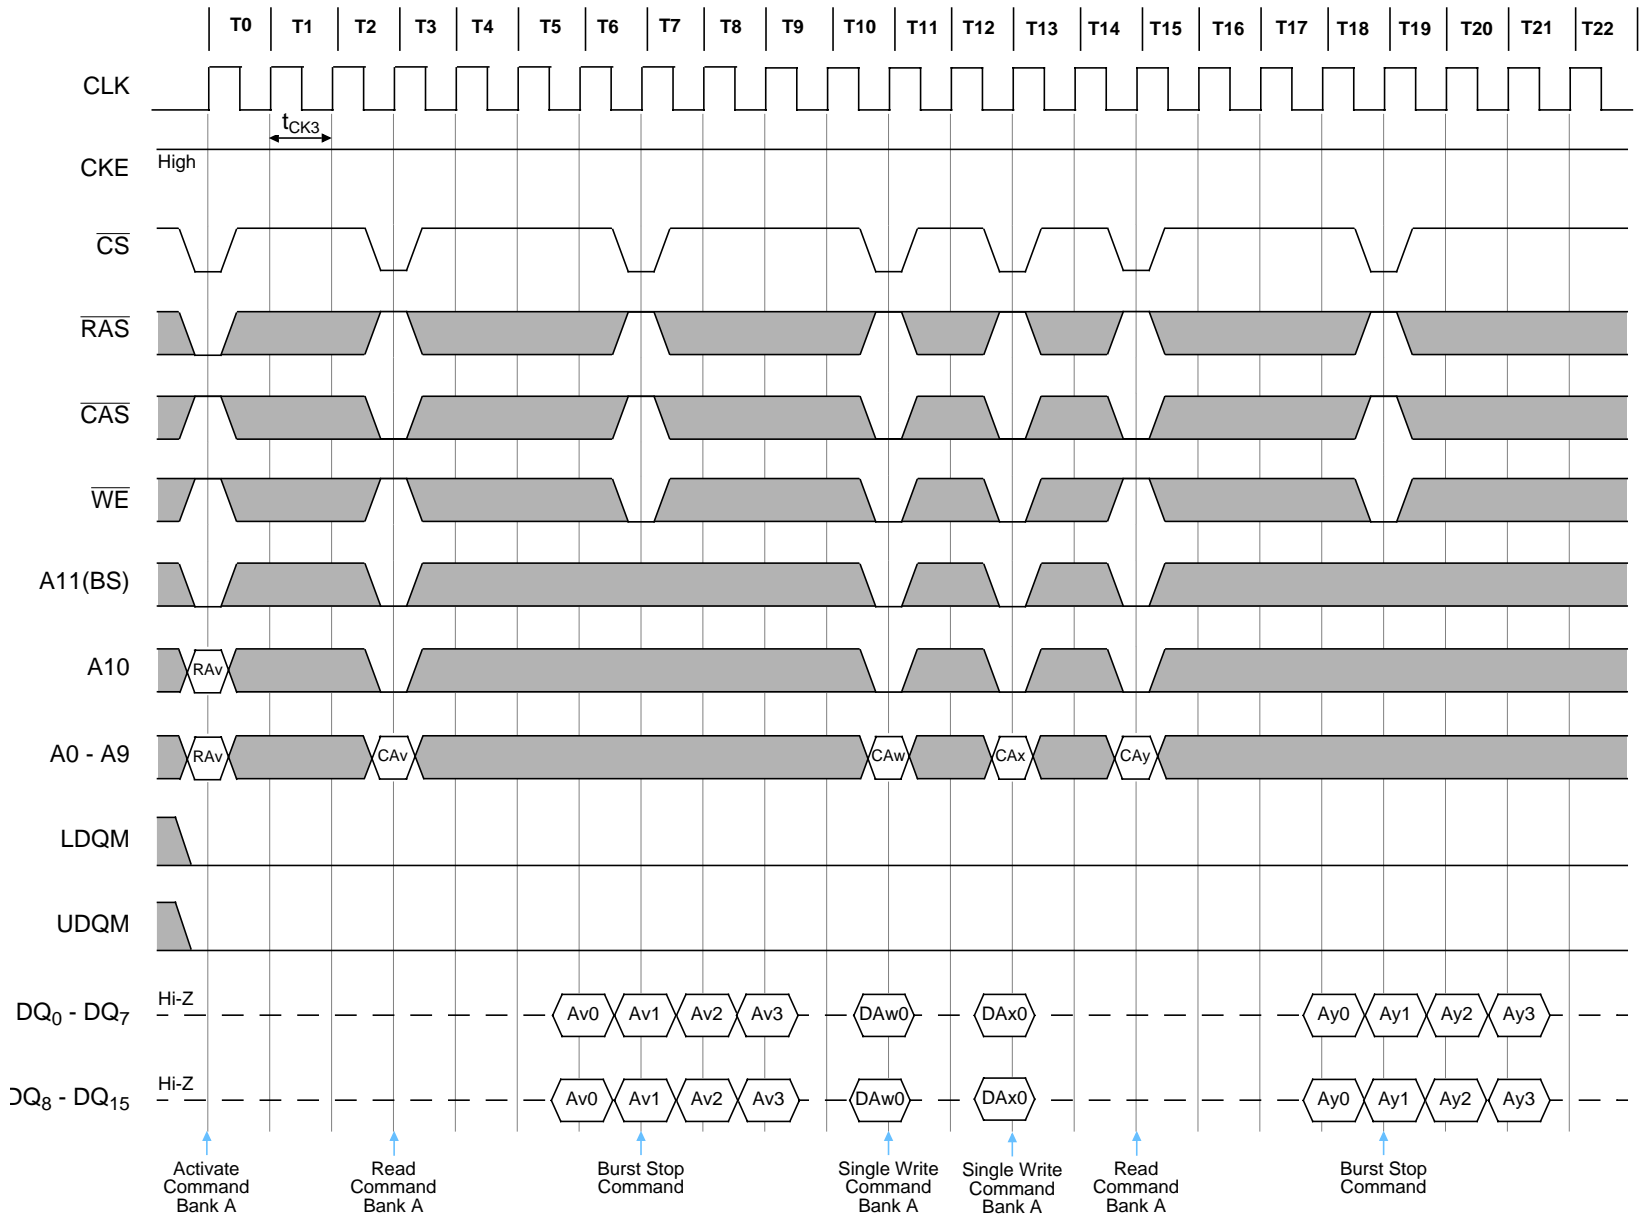 T0 T1 T2 T3 T4 T5 T6 T7 T8 T9 T10 T11 T12 T13 T14 T15 T16 T17 T18 T19 T20 T21 T22
CLK
tCK3
CKE High
CS
RAS
CAS
WE
A11(BS)
A10 RAv
A0 - A9 RAv CAv CAw CAx CAy
LDQM
UDQM
DQ0 - DQ7 Hi-Z Av0 Av1 Av2 Av3 DAw0 DAx0 Ay0 Ay1 Ay2 Ay3
DQ8 - DQ15 Hi-Z Av0 Av1 Av2 Av3 DAw0 DAx0 Ay0 Ay1 Ay2 Ay3
Activate
Command
Bank A
Read
Command
Bank A
Burst Stop
Command
Single Write
Command
Bank A
Single Write
Command
Bank A
Read
Command
Bank A
Burst Stop
Command